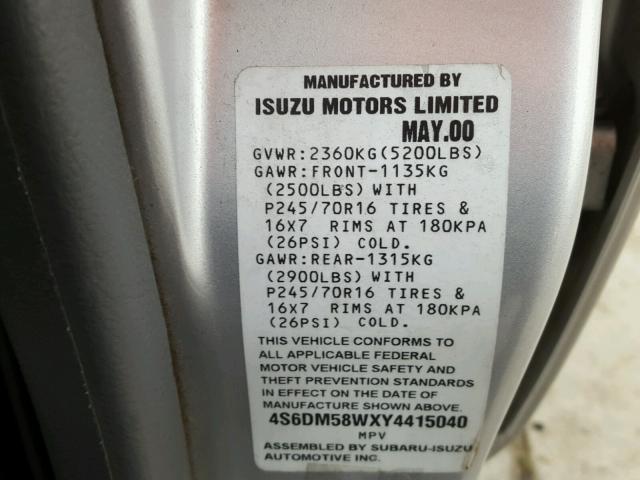 MANUFACTURED BY
ISUZU MOTORS LIMITED
MAY.00
GVWR:2360KG(5200LBS)
GAWR:FRONT-1135KG
(2500LBS) WITH
P245/70R16 TIRES &
16X7 RIMS AT 180KPA
(26PSI) COLD.
GAWR:REAR-1315KG
(2900LBS) WITH
P245/70R16 TIRES &
16X7 RIMS AT 180KPA
(26PSI) COLD.
THIS VEHICLE CONFORMS TO
ALL APPLICABLE FEDERAL
MOTOR VEHICLE SAFETY AND
THEFT PREVENTION STANDARDS
IN EFFECT ON THE DATE OF
MANUFACTURE SHOWN ABOVE.
4S6DM58WXY4415040
MPV
ASSEMBLED BY SUBARU-ISUZU
AUTOMOTIVE INC.